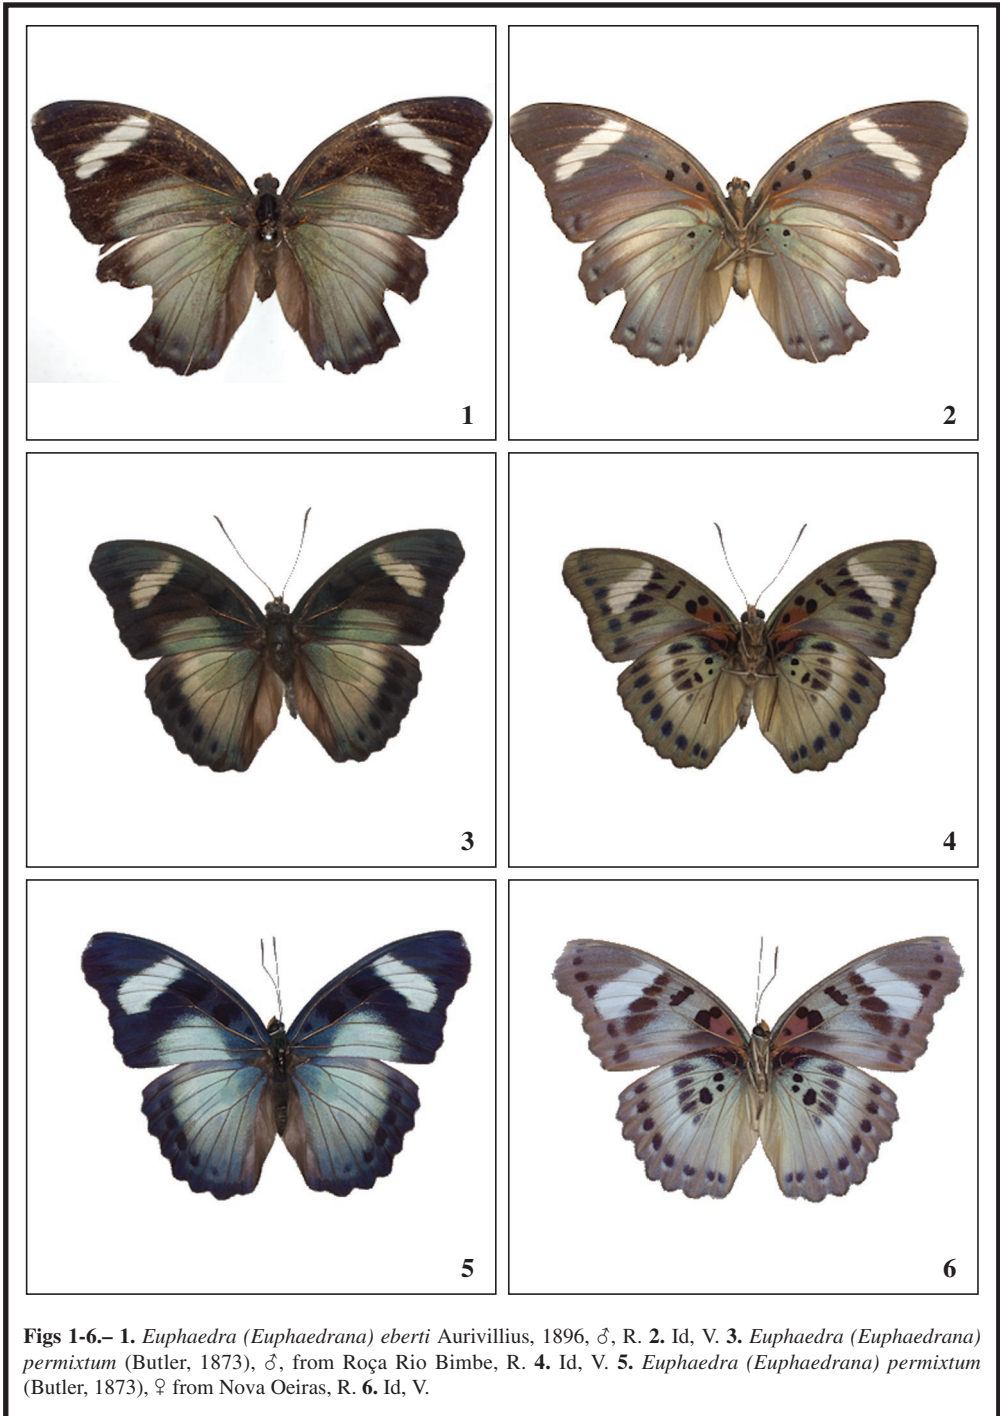 1
2
3
4
5
6
Figs 1-6.– 1. Euphaedra (Euphaedrana) eberti Aurivillius, 1896, ♂, R. 2. Id, V. 3. Euphaedra (Euphaedrana)
permixtum (Butler, 1873), ♂, from Roça Rio Bimbe, R. 4. Id, V. 5. Euphaedra (Euphaedrana) permixtum
(Butler, 1873), ♀ from Nova Oeiras, R. 6. Id, V.